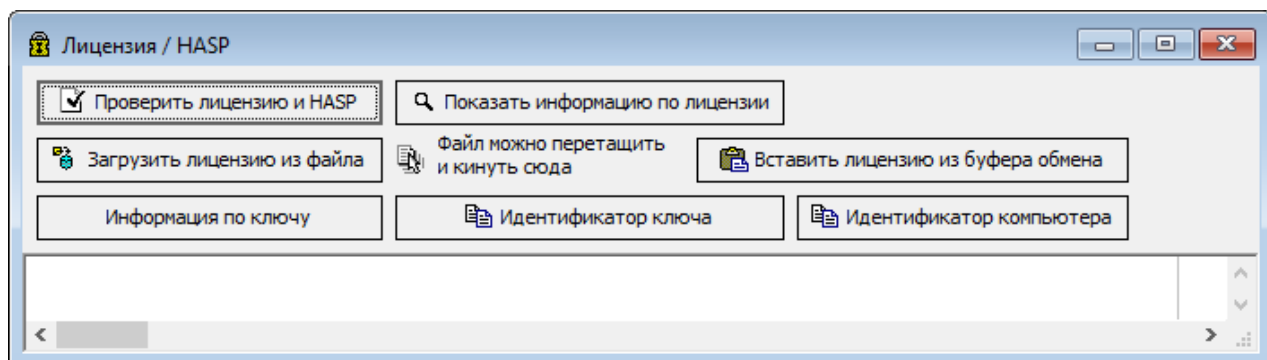 Лицензия / HASP
Проверить лицензию и HASP
Показать информацию по лицензии
Загрузить лицензию из файла
Файл можно перетащить
и кинуть сюда
Вставить лицензию из буфера обмена
Информация по ключу
Идентификатор ключа
Идентификатор компьютера